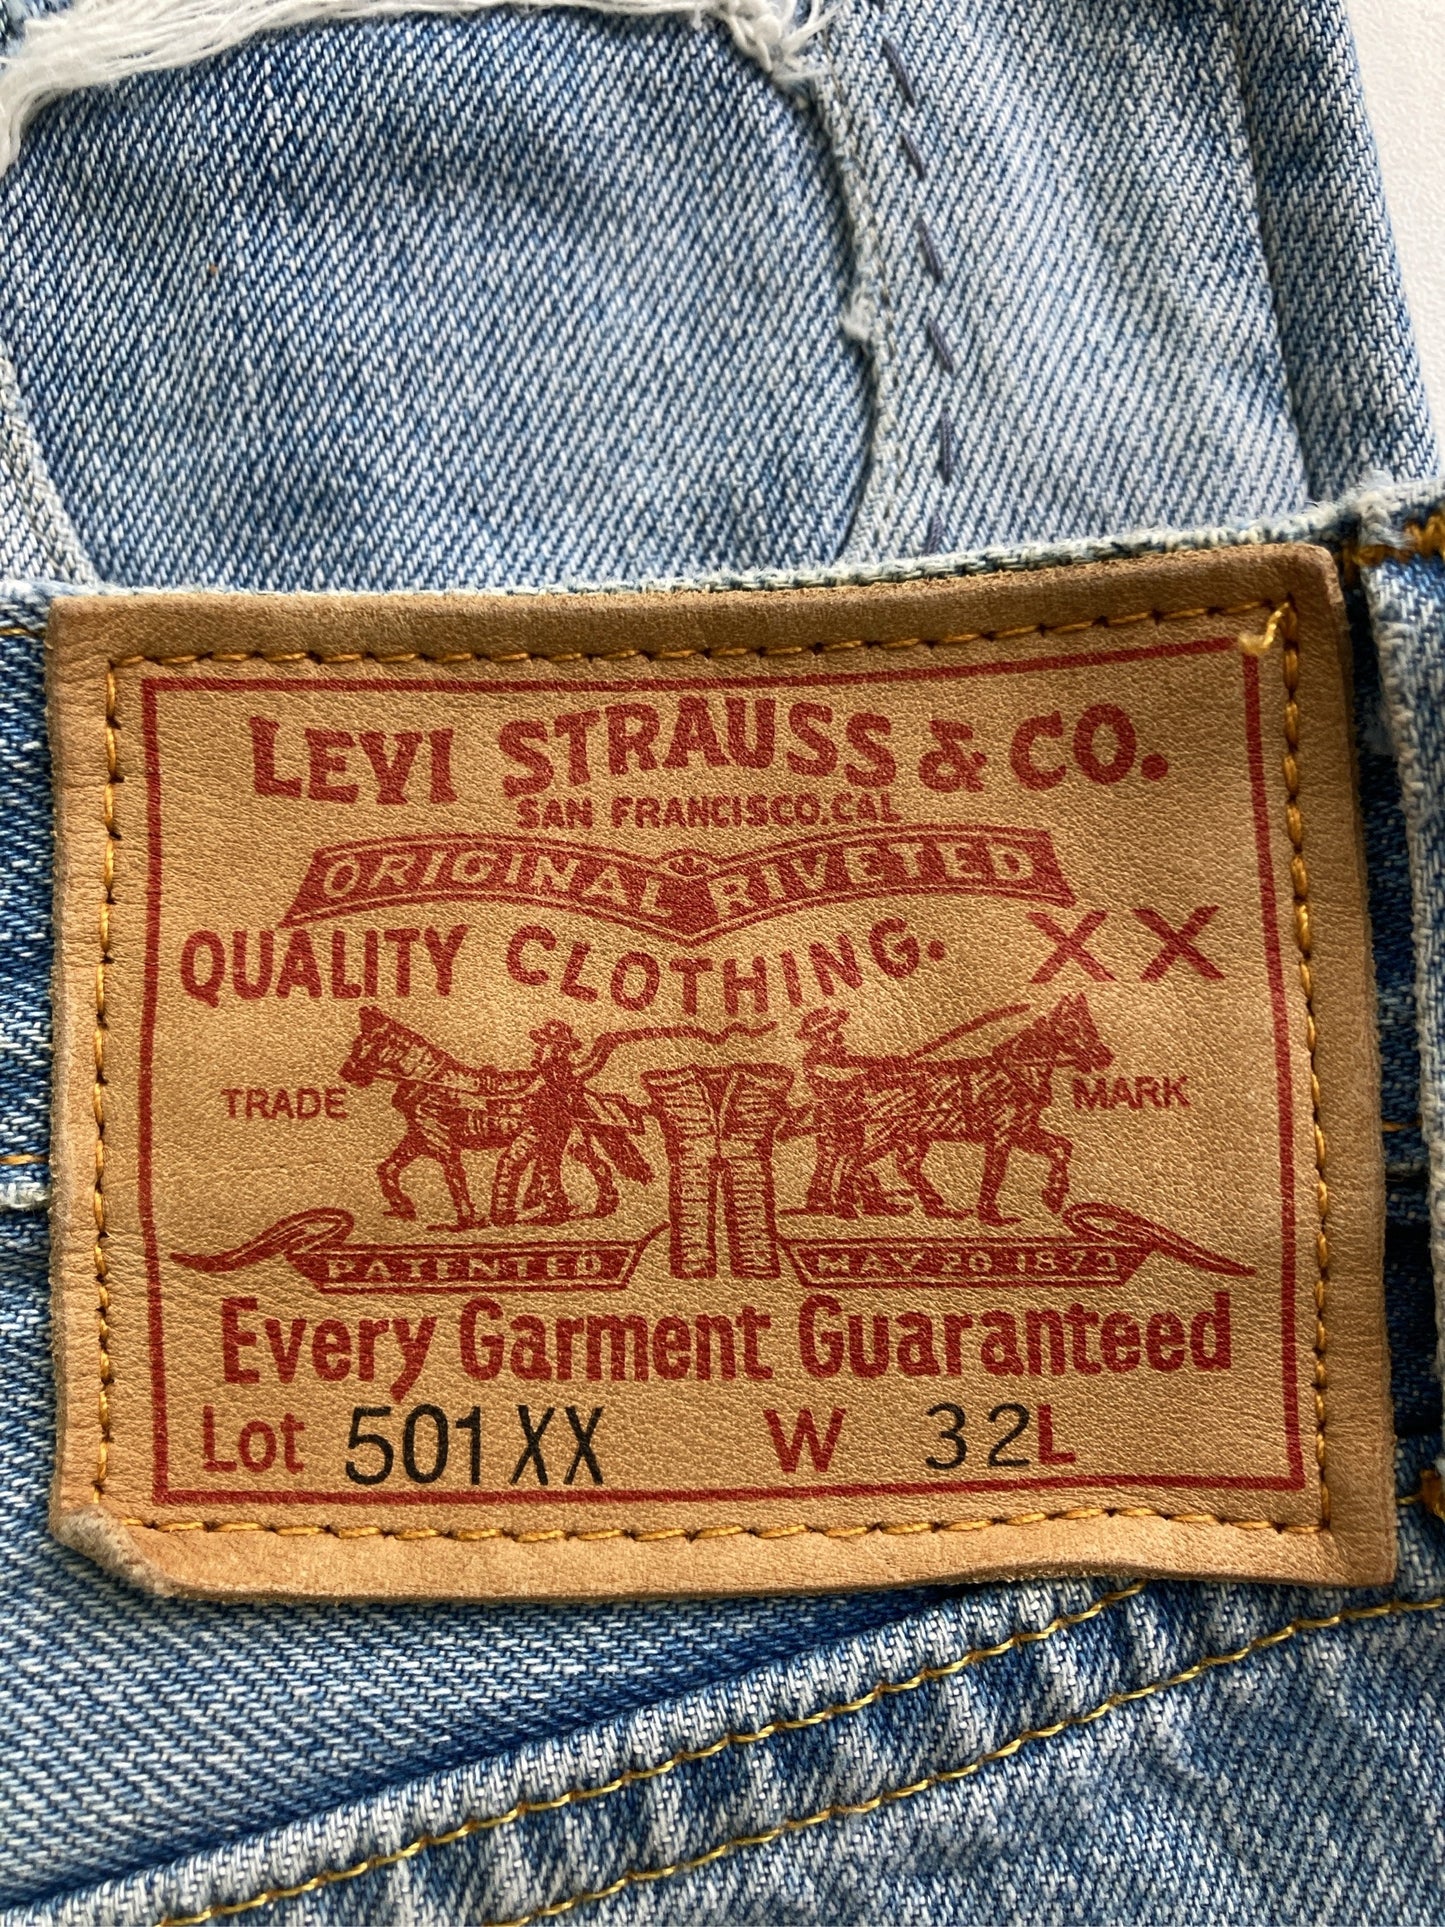 LEVI STRAUSS & CO.
SAN FRANCISCO, CAL
ORIGINAL RIVETED
QUALITY CLOTHING. XX
TRADE MARK
PATENTED MAY 20 1873
Every Garment Guaranteed
Lot 501XX W 32 L